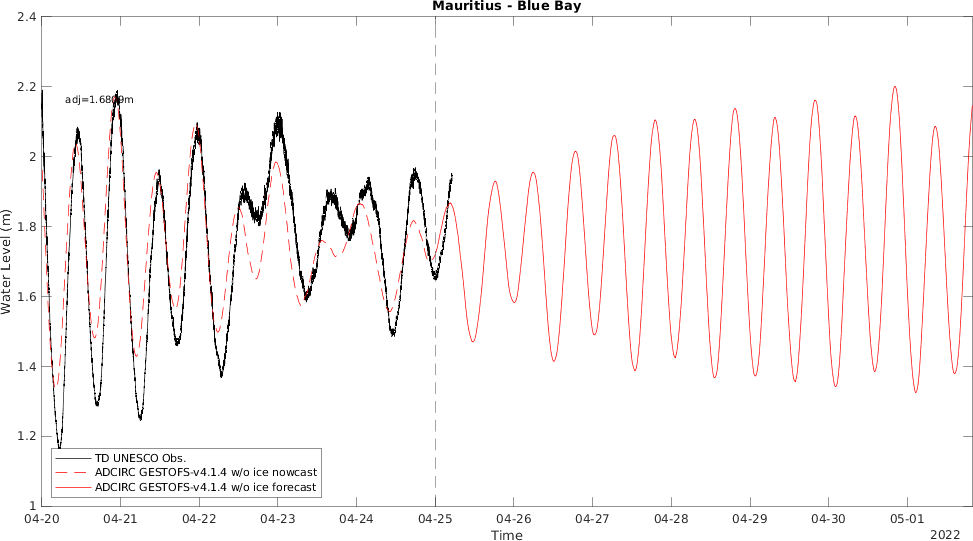 Mauritius - Blue Bay
2.4
2.2
2
1.8
1.6
1.4
1.2
1
Water Level (m)
adj=1.6809m
TD UNESCO Obs.
ADCIRC GESTOFS-v4.1.4 w/o ice nowcast
ADCIRC GESTOFS-v4.1.4 w/o ice forecast
04-20 04-21 04-22 04-23 04-24 04-25 04-26 04-27 04-28 04-29 04-30 05-01
Time
2022